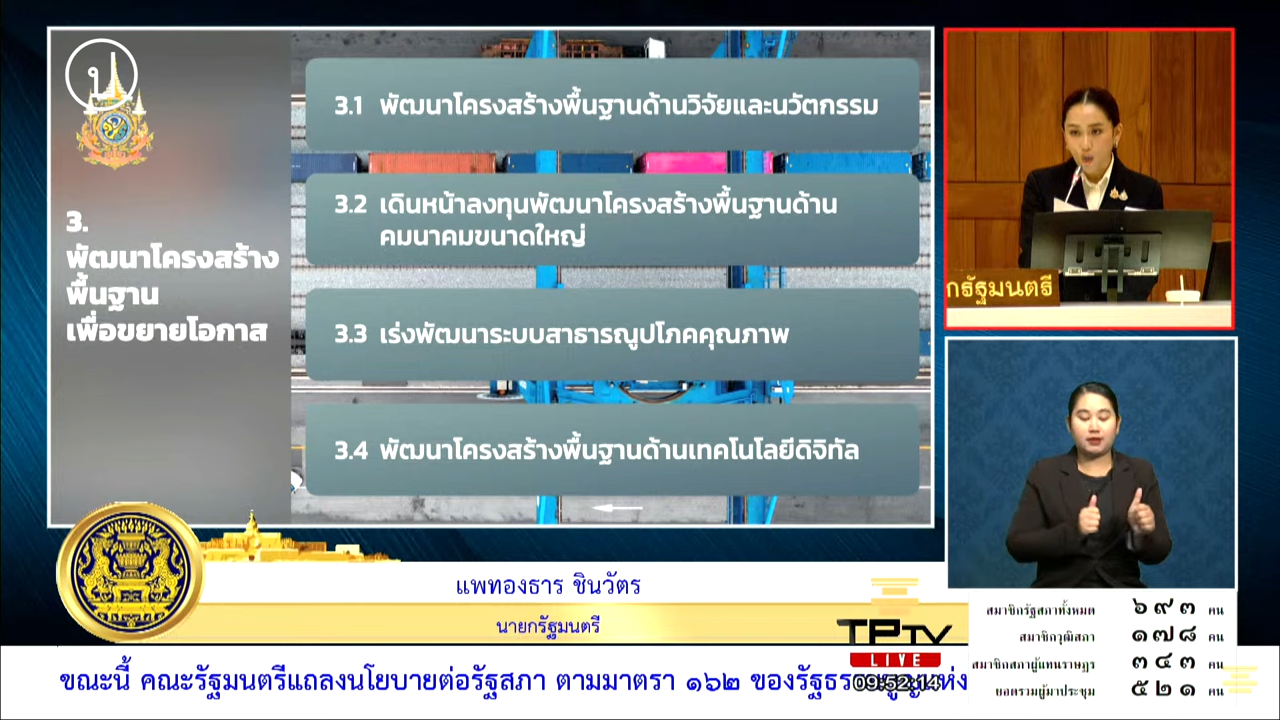 3.
พัฒนาโครงสร้าง
พื้นฐาน
เพื่อขยายโอกาส
3.1 พัฒนาโครงสร้างพื้นฐานด้านวิจัยและนวัตกรรม
3.2 เดินหน้าลงทุนพัฒนาโครงสร้างพื้นฐานด้าน
คมนาคมขนาดใหญ่
3.3 เร่งพัฒนาระบบสาธารณูปโภคคุณภาพ
3.4 พัฒนาโครงสร้างพื้นฐานด้านเทคโนโลยีดิจิทัล
กรัฐมนตรี
แพทองธาร ชินวัตร
นายกรัฐมนตรี
TPTV
LIVE
09:52:14
สมาชิกรัฐสภาทั้งหมด ๖๙๓ คน
สมาชิกวุฒิสภา ๑๗๘ คน
สมาชิกสภาผู้แทนราษฎร ๓๔๓ คน
ยอดรวมผู้มาประชุม ๕๒๑ คน
ขณะนี้ คณะรัฐมนตรีแถลงนโยบายต่อรัฐสภา ตามมาตรา ๑๖๒ ของ